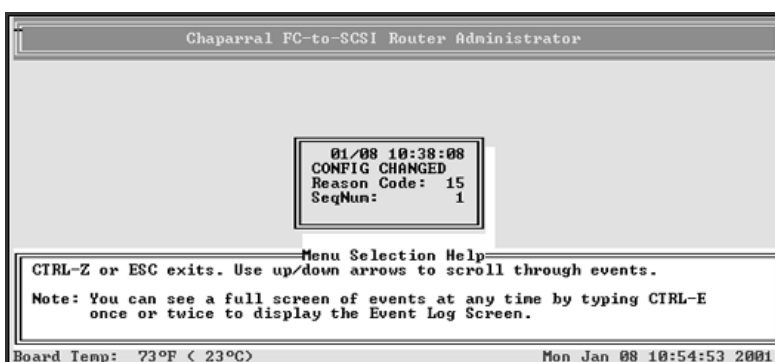 Chaparral FC-to-SCSI Router Administrator
01/08 10:38:08
CONFIG CHANGED
Reason Code: 15
SeqNum: 1
Menu Selection Help
CTRL-Z or ESC exits. Use up/down arrows to scroll through events.
Note: You can see a full screen of events at any time by typing CTRL-E
once or twice to display the Event Log Screen.
Board Temp: 73°F ( 23°C) Mon Jan 08 10:54:53 2001